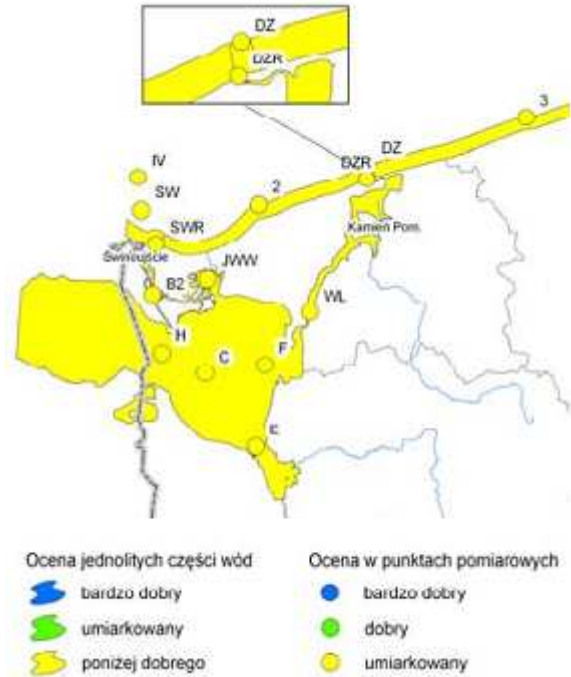 DZ
DZR
3
DZ
DZR
IV
2
SW
Kamień Pom.
SWR
Świnoujście
JWW
B2
WL
H
C
F
E
Ocena jednolitych części wód
bardzo dobry
umiarkowany
poniżej dobrego
Ocena w punktach pomiarowych
bardzo dobry
dobry
umiarkowany